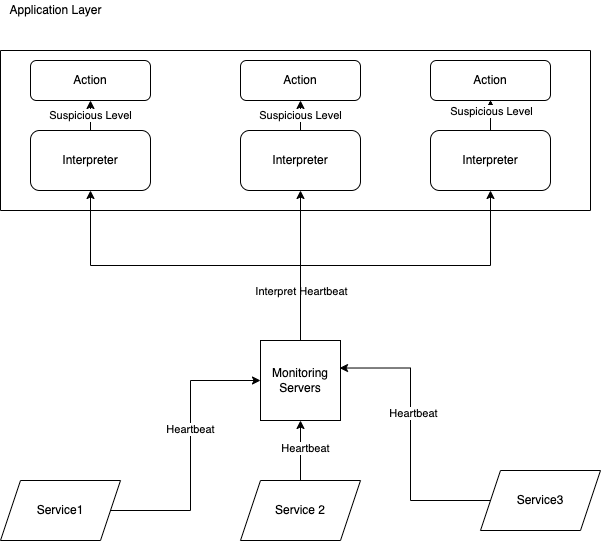 Application Layer
Action
Action
Action
Suspicious Level
Suspicious Level
Suspicious Level
Interpreter
Interpreter
Interpreter
Interpret Heartbeat
Monitoring
Servers
Heartbeat
Heartbeat
Heartbeat
Service1
Service 2
Service3